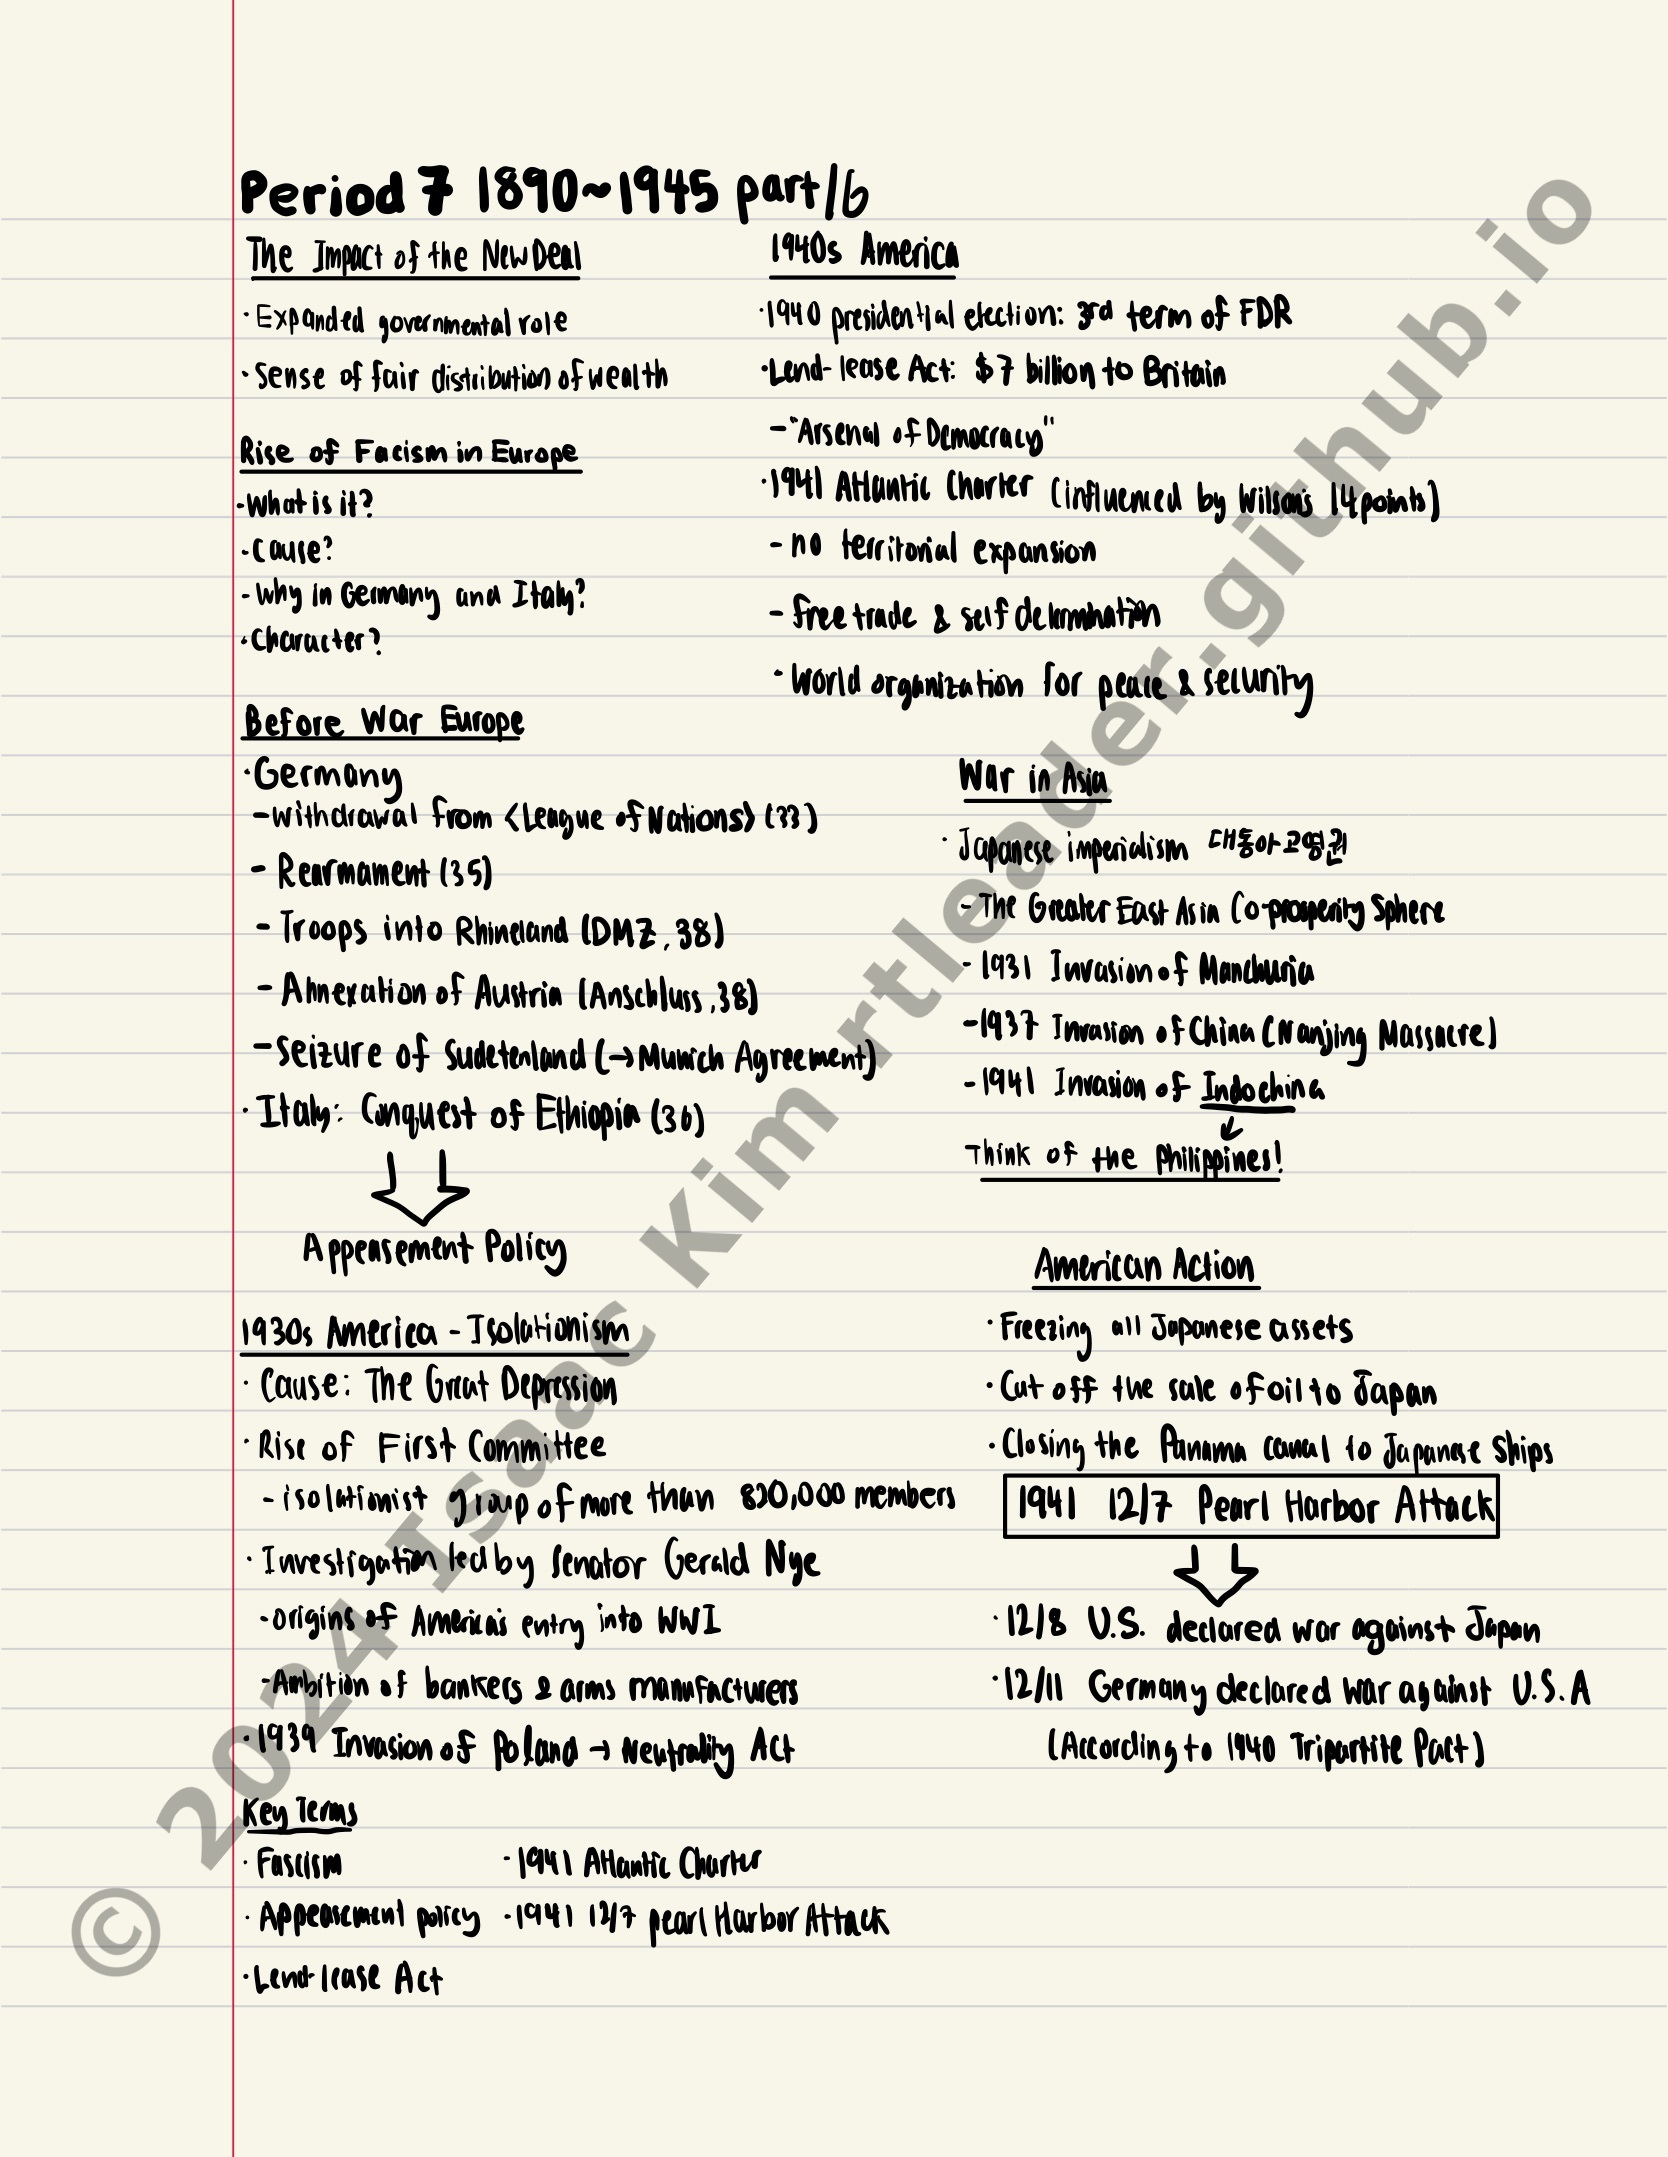 Period 7 1890~1945 part/6
The Impact of the New Deal
· Expanded governmental role
· Sense of fair distribution of wealth
Rise of Facism in Europe
· What is it?
· Cause?
· Why in Germany and Italy?
· Character?
Before War Europe
· Germany
- Withdrawal from <League of Nations> (33)
- Rearmament (35)
- Troops into Rhineland (DMZ, 38)
- Annexation of Austria (Anschluss, 38)
- Seizure of Sudetenland (→ Munich Agreement)
· Italy: Conquest of Ethiopia (36)
Appeasement Policy
1930s America - Isolationism
· Cause: The Great Depression
· Rise of First Committee
- isolationist group of more than 800,000 members
· Investigation led by Senator Gerald Nye
- origins of America's entry into WWI
- Ambition of bankers & arms manufacturers
· 1939 Invasion of Poland → Neutrality Act
Key Terms
· Fascism
· Appeasement policy
· Lend-lease Act
· 1941 Atlantic Charter
· 1941 12/7 pearl Harbor Attack
1940s America
· 1940 presidential election: 3rd term of FDR
· Lend-lease Act: $7 billion to Britain
- "Arsenal of Democracy"
· 1941 Atlantic Charter (influenced by Wilson's 14 points)
- no territorial expansion
- free trade & self determination
- World organization for peace & security
War in Asia
· Japanese imperialism 대동아 공영권
- The Greater East Asia Co-prosperity Sphere
- 1931 Invasion of Manchuria
- 1937 Invasion of China (Nanjing Massacre)
- 1941 Invasion of Indochina
Think of the Philippines!
American Action
· Freezing all Japanese assets
· Cut off the sale of oil to Japan
· Closing the Panama canal to Japanese Ships
1941 12/7 Pearl Harbor Attack
· 12/8 U.S. declared war against Japan
· 12/11 Germany declared war against U.S.A
(According to 1940 Tripartite Pact)
© 2024 Isaac Kim rtleader.github.io